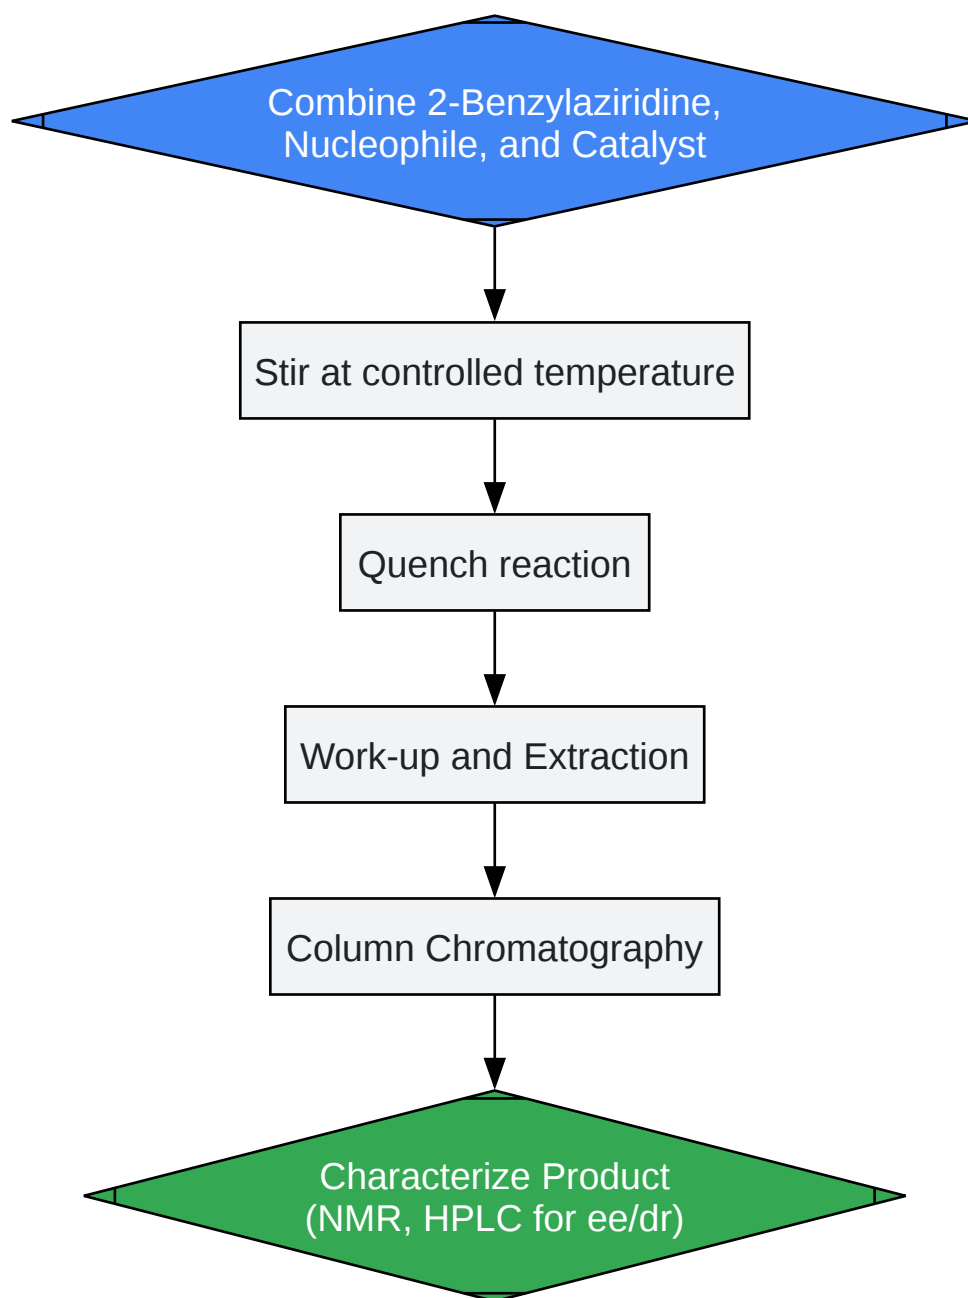 Combine 2-Benzylaziridine,
Nucleophile, and Catalyst
Stir at controlled temperature
Quench reaction
Work-up and Extraction
Column Chromatography
Characterize Product
(NMR, HPLC for ee/dr)